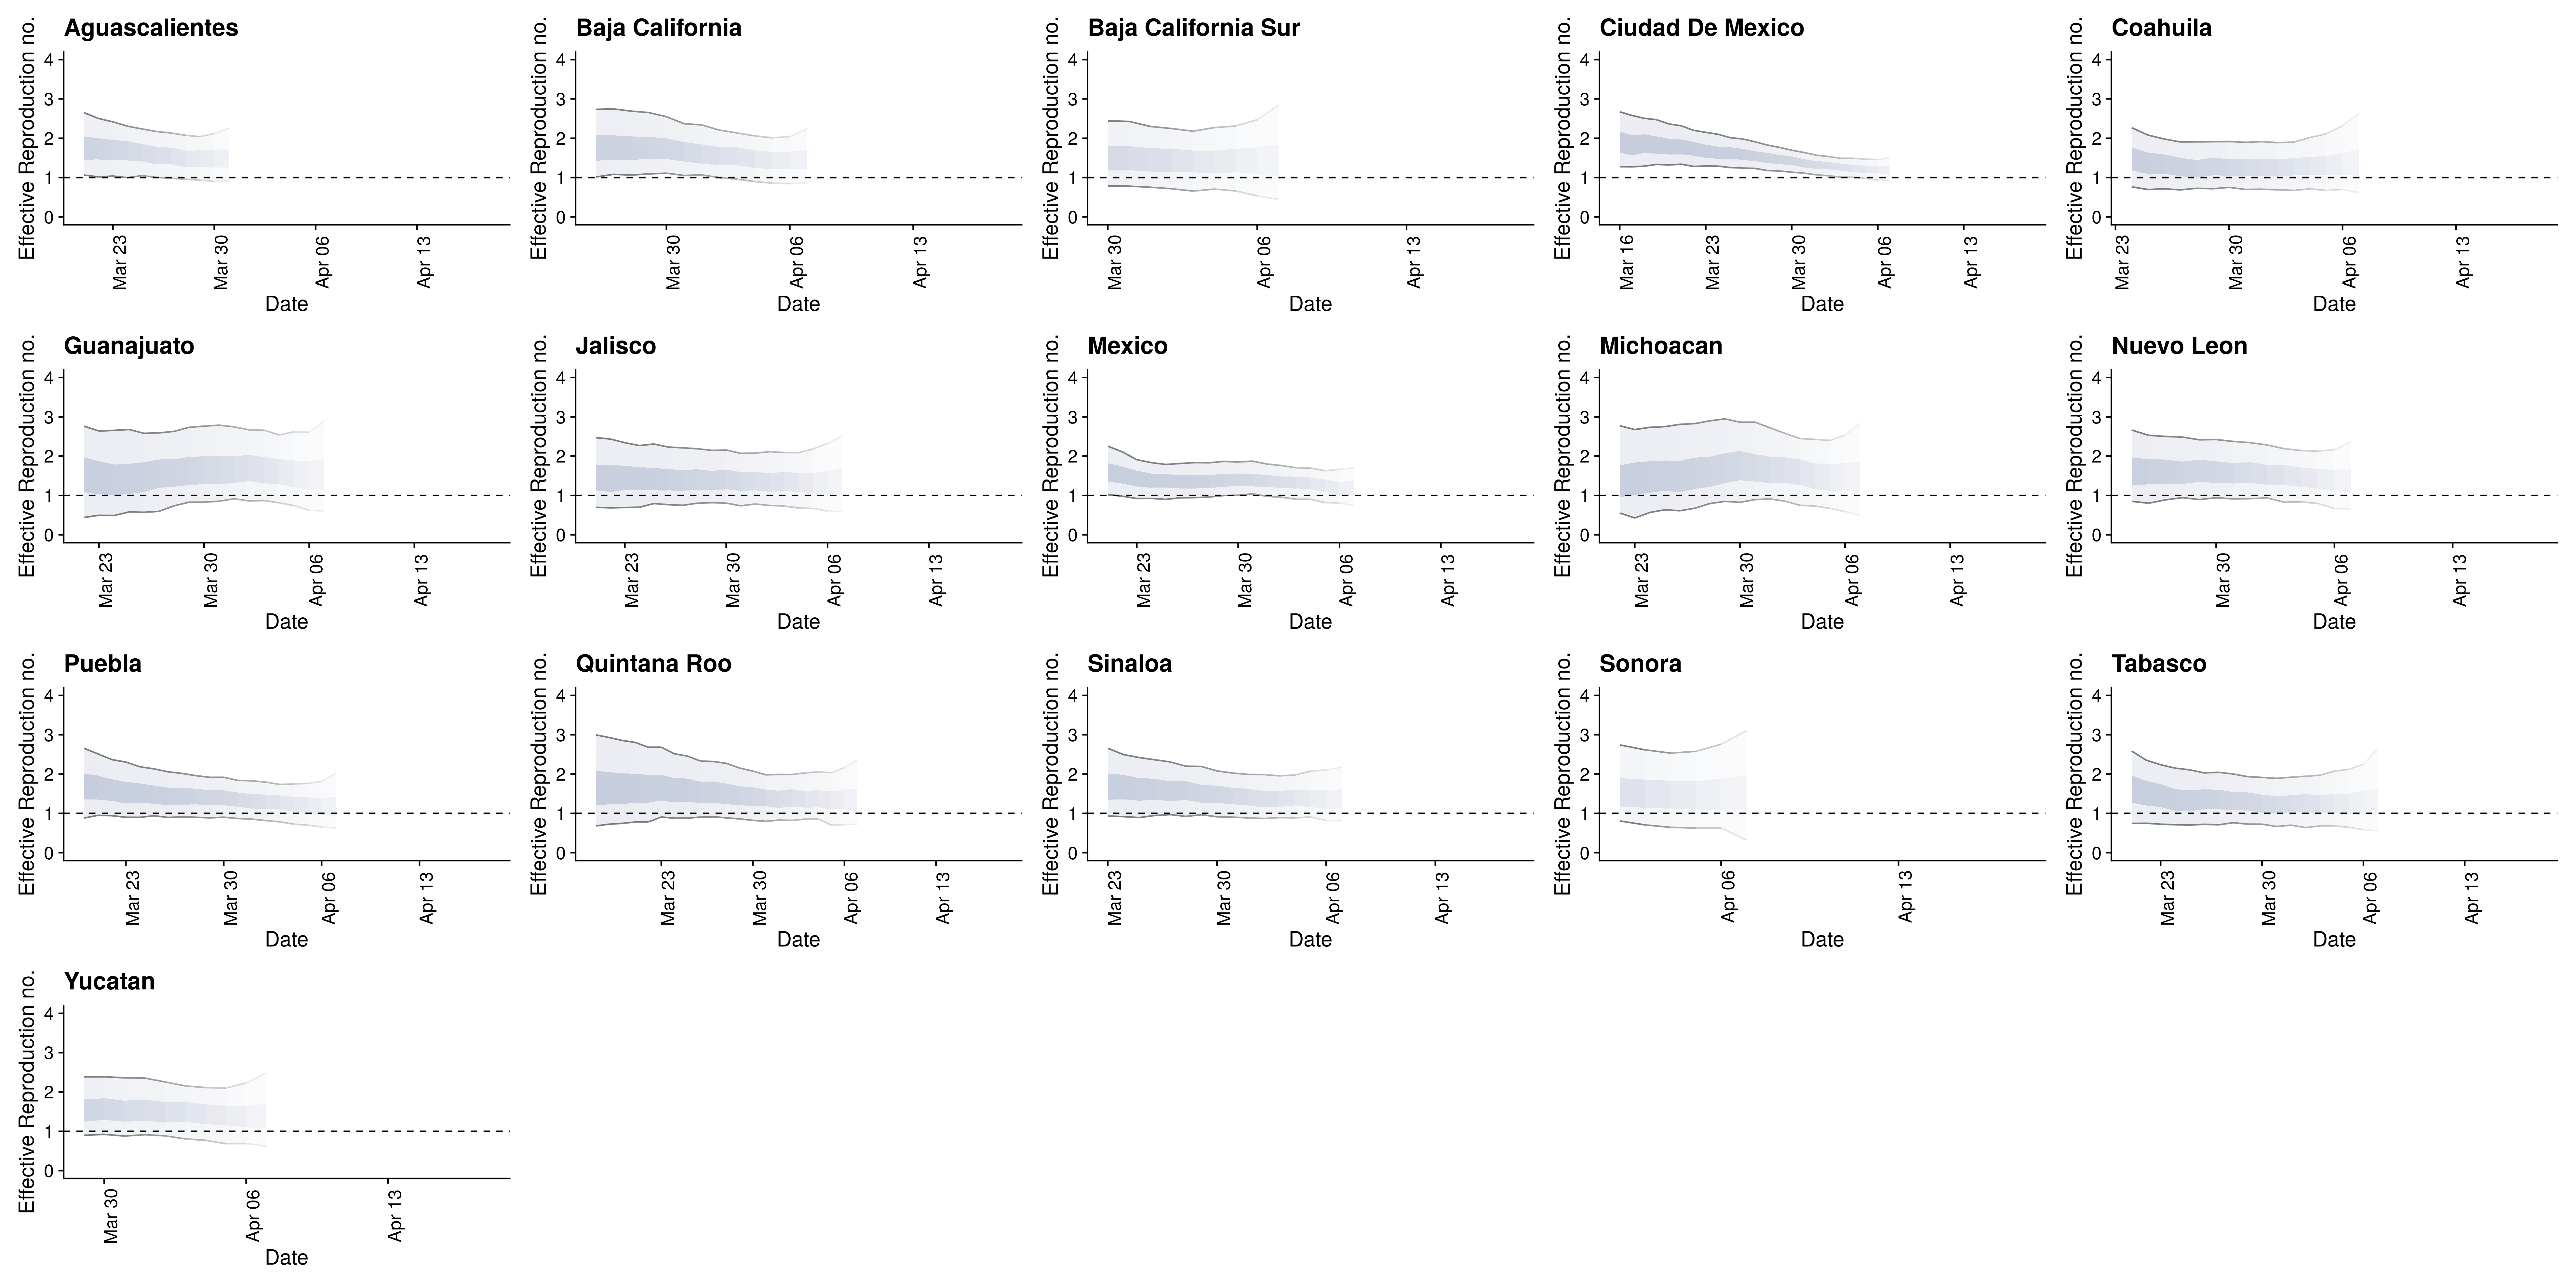 Aguascalientes
Effective Reproduction no.
4
3
2
1
0
Mar 23
Mar 30
Apr 06
Apr 13
Date
Baja California
Effective Reproduction no.
4
3
2
1
0
Mar 30
Apr 06
Apr 13
Date
Baja California Sur
Effective Reproduction no.
4
3
2
1
0
Mar 30
Apr 06
Apr 13
Date
Ciudad De Mexico
Effective Reproduction no.
4
3
2
1
0
Mar 16
Mar 23
Mar 30
Apr 06
Apr 13
Date
Coahuila
Effective Reproduction no.
4
3
2
1
0
Mar 23
Mar 30
Apr 06
Apr 13
Date
Guanajuato
Effective Reproduction no.
4
3
2
1
0
Mar 23
Mar 30
Apr 06
Apr 13
Date
Jalisco
Effective Reproduction no.
4
3
2
1
0
Mar 23
Mar 30
Apr 06
Apr 13
Date
Mexico
Effective Reproduction no.
4
3
2
1
0
Mar 23
Mar 30
Apr 06
Apr 13
Date
Michoacan
Effective Reproduction no.
4
3
2
1
0
Mar 23
Mar 30
Apr 06
Apr 13
Date
Nuevo Leon
Effective Reproduction no.
4
3
2
1
0
Mar 30
Apr 06
Apr 13
Date
Puebla
Effective Reproduction no.
4
3
2
1
0
Mar 23
Mar 30
Apr 06
Apr 13
Date
Quintana Roo
Effective Reproduction no.
4
3
2
1
0
Mar 23
Mar 30
Apr 06
Apr 13
Date
Sinaloa
Effective Reproduction no.
4
3
2
1
0
Mar 23
Mar 30
Apr 06
Apr 13
Date
Sonora
Effective Reproduction no.
4
3
2
1
0
Apr 06
Apr 13
Date
Tabasco
Effective Reproduction no.
4
3
2
1
0
Mar 23
Mar 30
Apr 06
Apr 13
Date
Yucatan
Effective Reproduction no.
4
3
2
1
0
Mar 30
Apr 06
Apr 13
Date